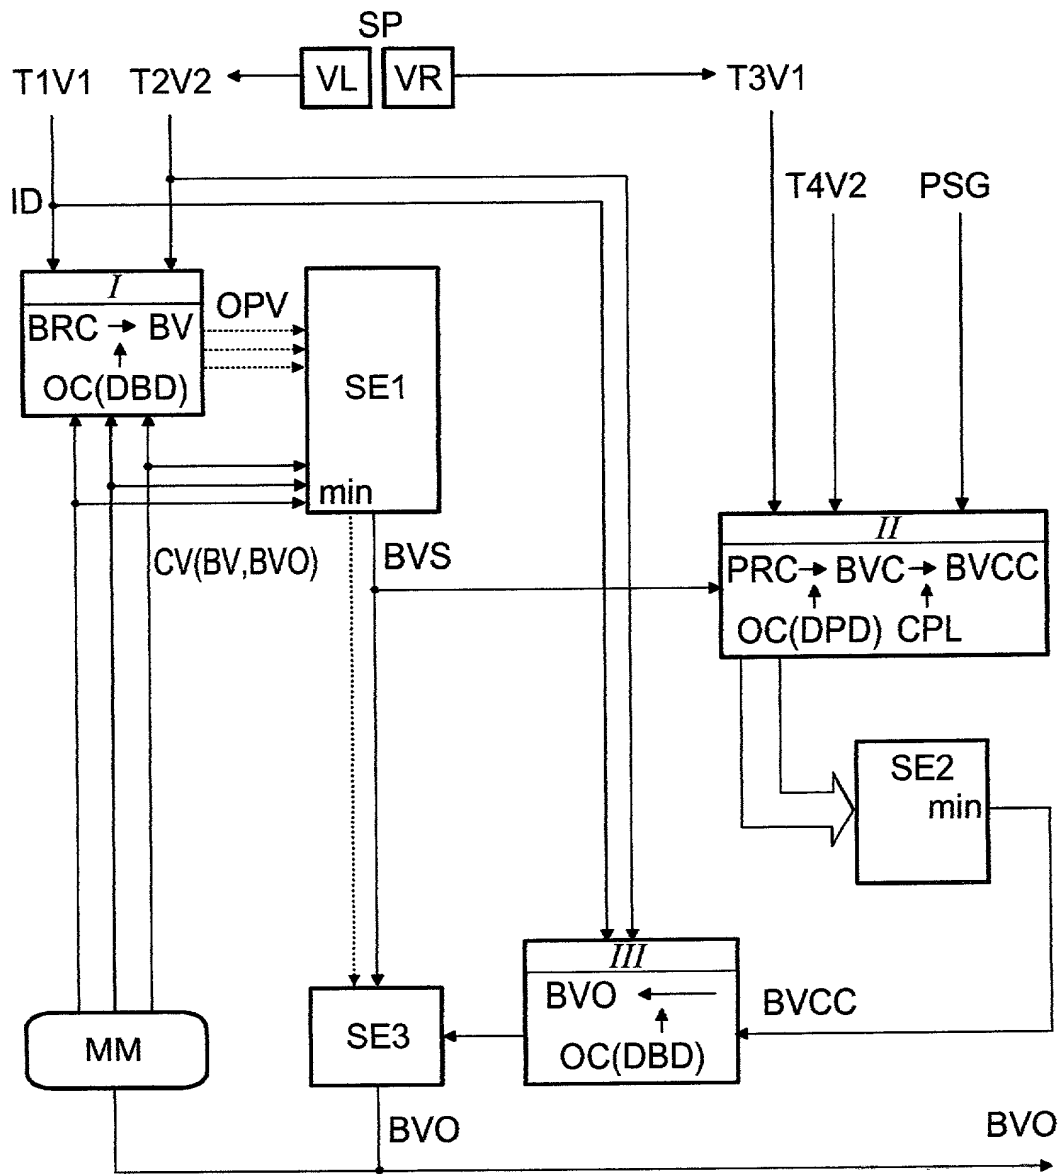 SP
T1V1
T2V2
VL
VR
T3V1
ID
T4V2
PSG
I
BRC
BV
OC(DBD)
OPV
SE1
min
CV(BV,BVO)
BVS
II
PRC
BVC
BVCC
OC(DPD)
CPL
SE2
min
III
BVO
OC(DBD)
BVCC
SE3
MM
BVO
BVO